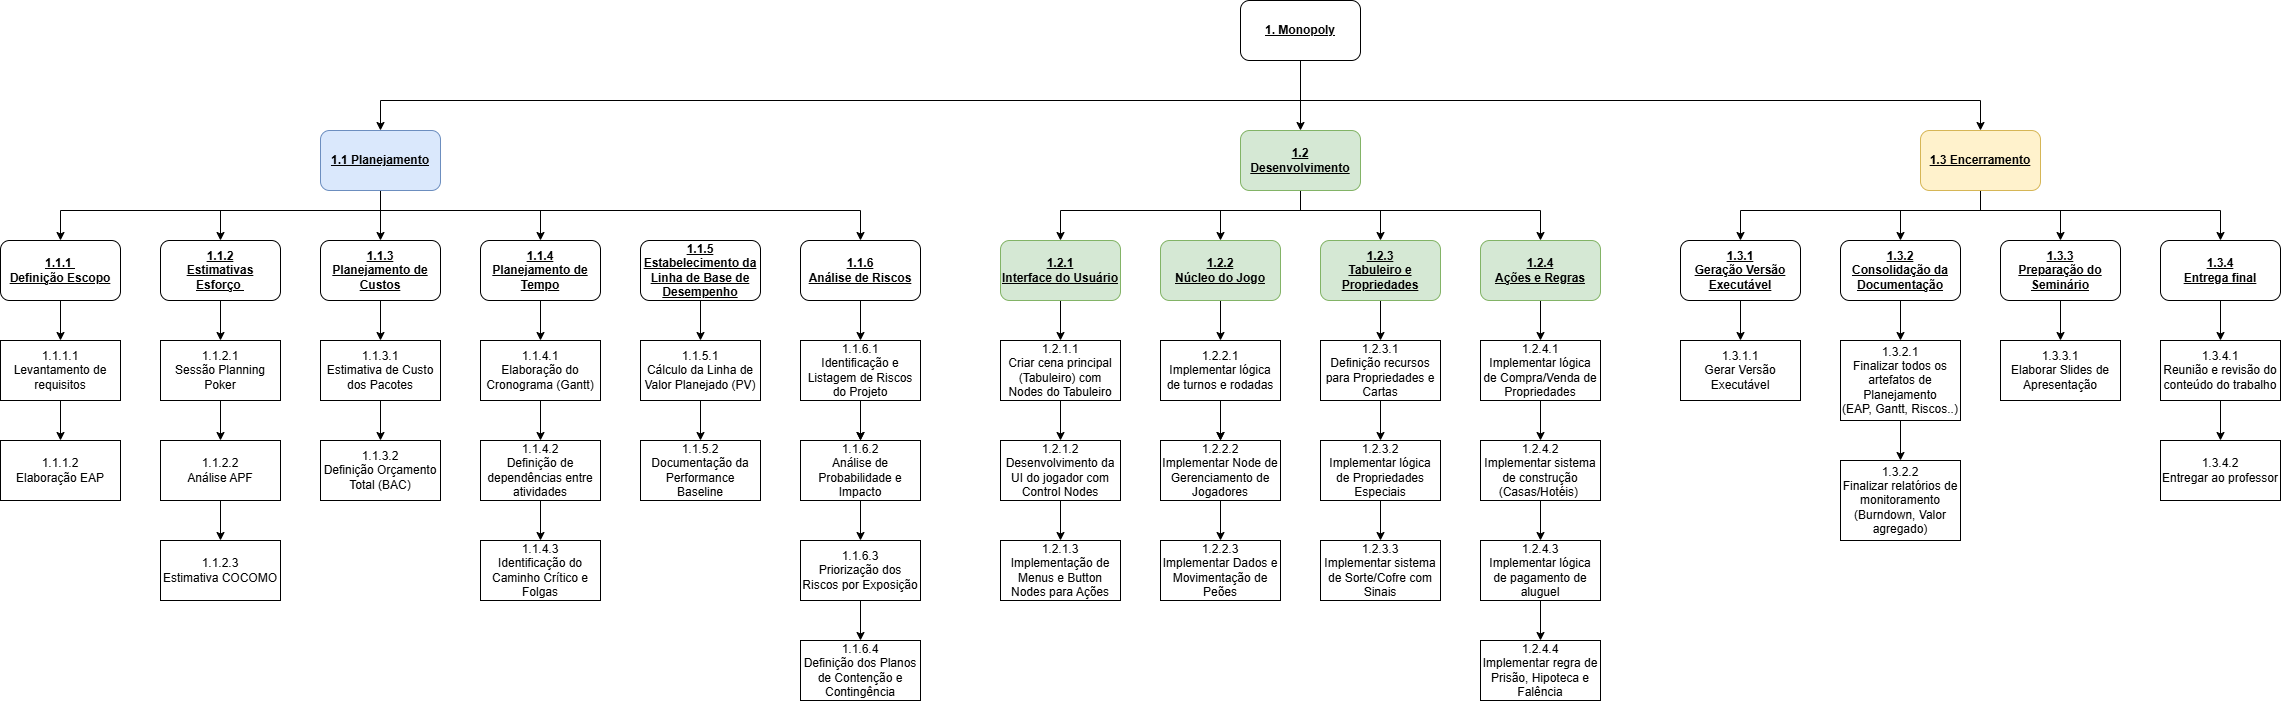 1. Monopoly
1.1 Planejamento
1.2
Desenvolvimento
1.3 Encerramento
1.1.1
Definição Escopo
1.1.2
Estimativas
Esforço
1.1.3
Planejamento de
Custos
1.1.4
Planejamento de
Tempo
1.1.5
Estabelecimento da
Linha de Base de
Desempenho
1.1.6
Análise de Riscos
1.2.1
Interface do Usuário
1.2.2
Núcleo do Jogo
1.2.3
Tabuleiro e
Propriedades
1.2.4
Ações e Regras
1.3.1
Geração Versão
Executável
1.3.2
Consolidação da
Documentação
1.3.3
Preparação do
Seminário
1.3.4
Entrega final
1.1.1.1
Levantamento de
requisitos
1.1.2.1
Sessão Planning
Poker
1.1.3.1
Estimativa de Custo
dos Pacotes
1.1.4.1
Elaboração do
Cronograma (Gantt)
1.1.5.1
Cálculo da Linha de
Valor Planejado (PV)
1.1.6.1
Identificação e
Listagem de Riscos
do Projeto
1.2.1.1
Criar cena principal
(Tabuleiro) com
Nodes do Tabuleiro
1.2.2.1
Implementar lógica
de turnos e rodadas
1.2.3.1
Definição recursos
para Propriedades e
Cartas
1.2.4.1
Implementar lógica
de Compra/Venda de
Propriedades
1.3.1.1
Gerar Versão
Executável
1.3.2.1
Finalizar todos os
artefatos de
Planejamento
(EAP, Gantt, Riscos..)
1.3.3.1
Elaborar Slides de
Apresentação
1.3.4.1
Reunião e revisão do
conteúdo do trabalho
1.1.1.2
Elaboração EAP
1.1.2.2
Análise APF
1.1.3.2
Definição Orçamento
Total (BAC)
1.1.4.2
Definição de
dependências entre
atividades
1.1.5.2
Documentação da
Performance
Baseline
1.1.6.2
Análise de
Probabilidade e
Impacto
1.2.1.2
Desenvolvimento da
UI do jogador com
Control Nodes
1.2.2.2
Implementar Node de
Gerenciamento de
Jogadores
1.2.3.2
Implementar lógica
de Propriedades
Especiais
1.2.4.2
Implementar sistema
de construção
(Casas/Hotéis)
1.3.2.2
Finalizar relatórios de
monitoramento
(Burndown, Valor
agregado)
1.3.4.2
Entregar ao professor
1.1.2.3
Estimativa COCOMO
1.1.4.3
Identificação do
Caminho Crítico e
Folgas
1.1.6.3
Priorização dos
Riscos por Exposição
1.2.1.3
Implementação de
Menus e Button
Nodes para Ações
1.2.2.3
Implementar Dados e
Movimentação de
Peões
1.2.3.3
Implementar sistema
de Sorte/Cofre com
Sinais
1.2.4.3
Implementar lógica
de pagamento de
aluguel
1.1.6.4
Definição dos Planos
de Contenção e
Contingência
1.2.4.4
Implementar regra de
Prisão, Hipoteca e
Falência